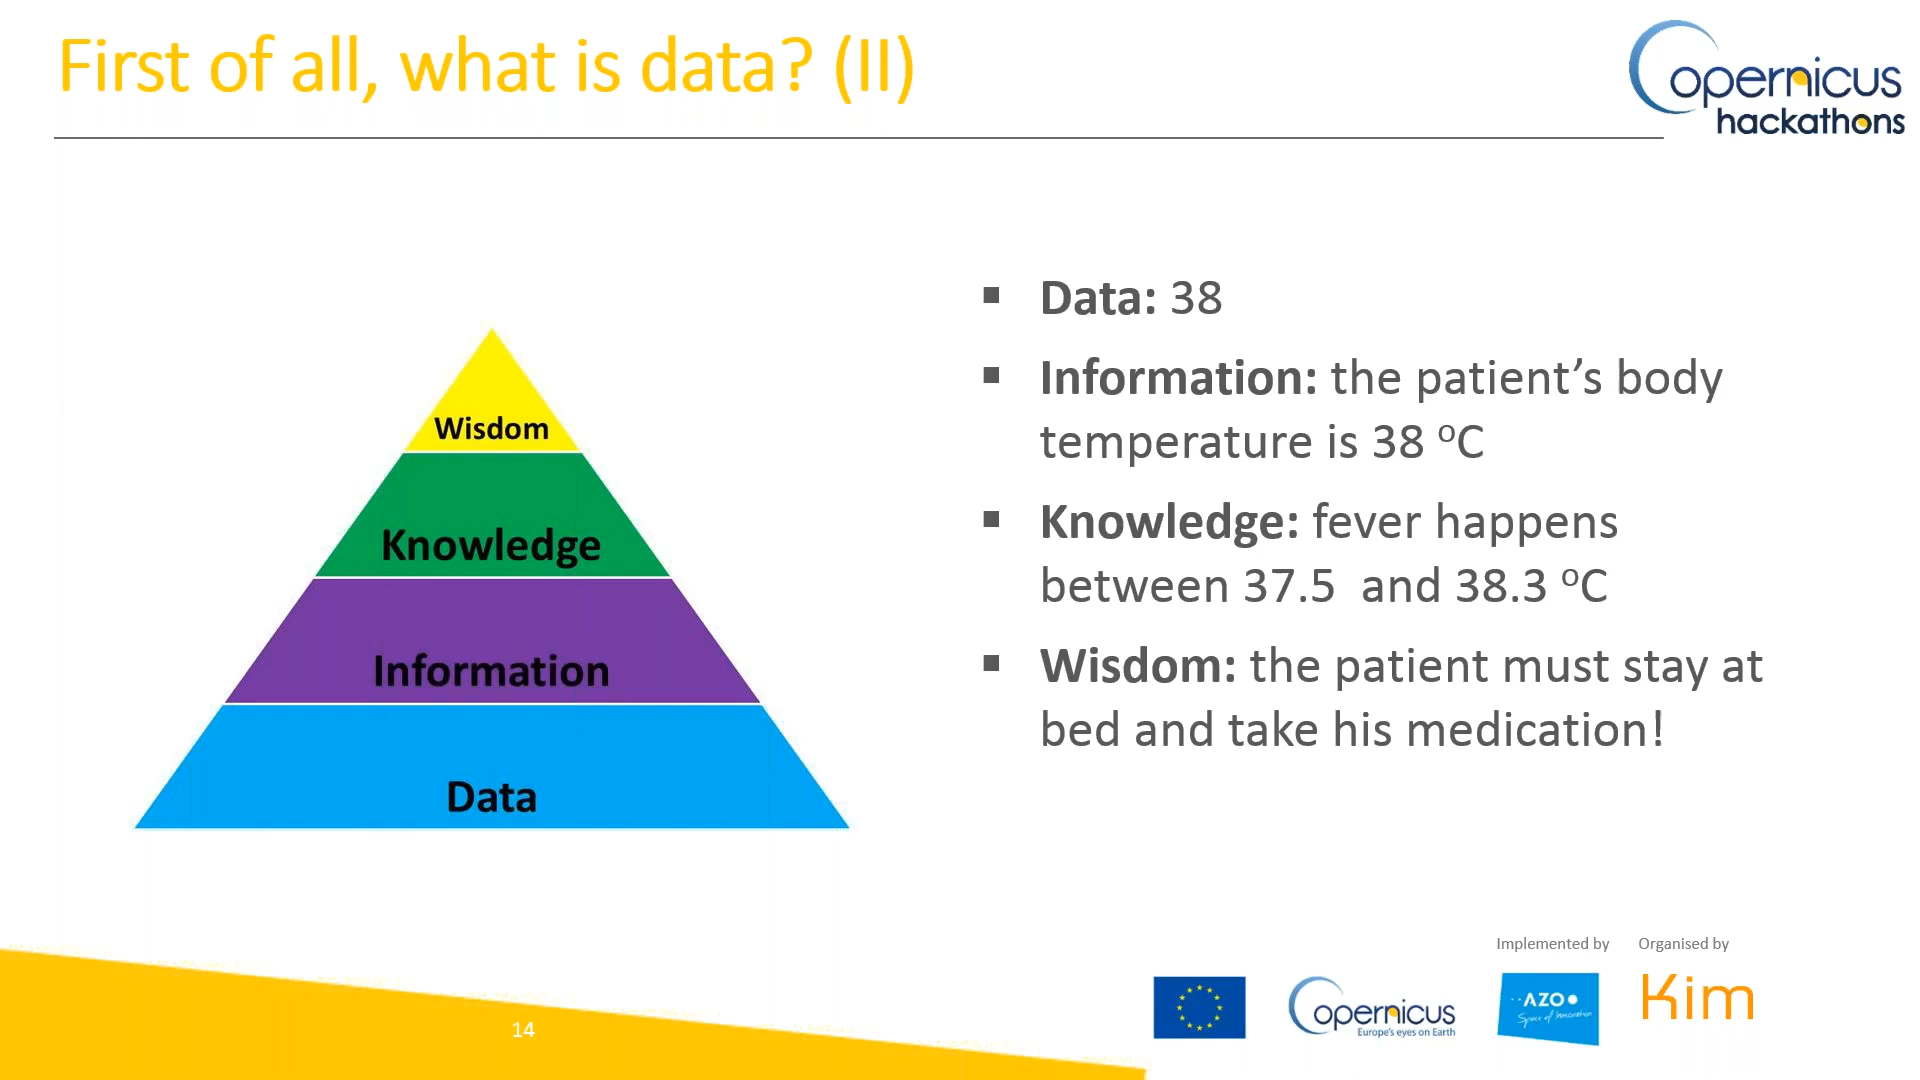 First of all, what is data? (II)
Copernicus
hackathons
Wisdom
Knowledge
Information
Data
▪ Data: 38
▪ Information: the patient’s body
temperature is 38 ºC
▪ Knowledge: fever happens
between 37.5  and 38.3 ºC
▪ Wisdom: the patient must stay at
bed and take his medication!
Implemented by
Organised by
Copernicus
Europe's eyes on Earth
AZO
Space of Innovation
Kim
14